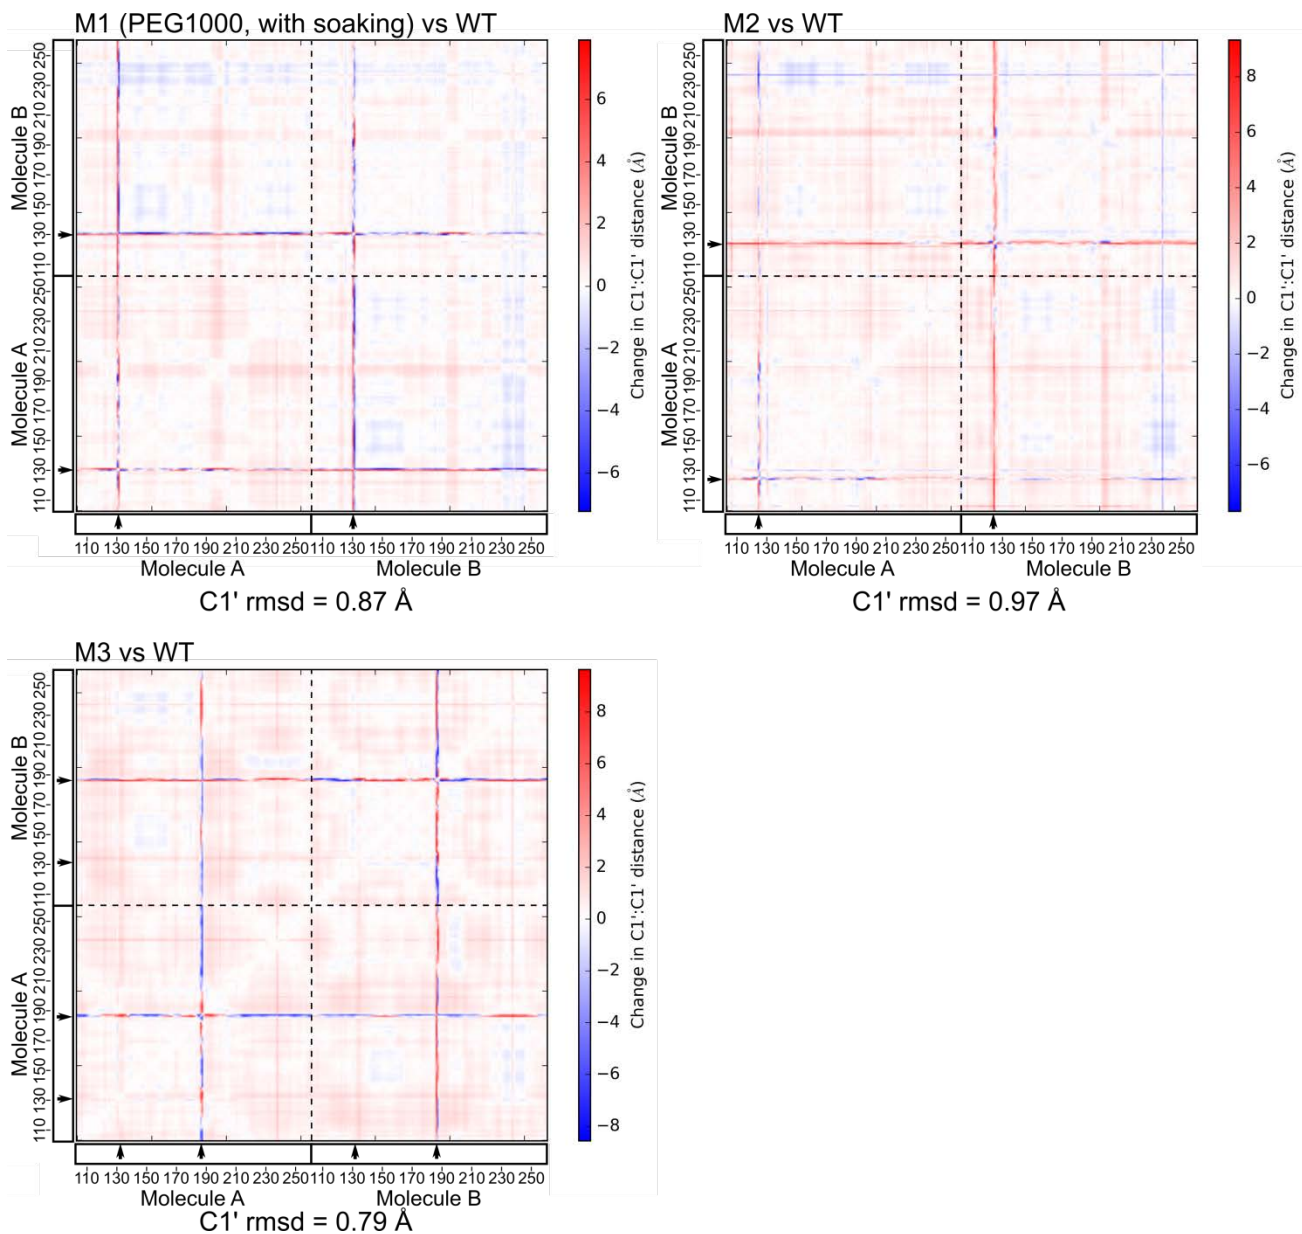 M1 (PEG1000, with soaking) vs WT
Molecule B
110 130 150 170 190 210 230 250
Molecule A
110 130 150 170 190 210 230 250
110 130 150 170 190 210 230 250 110 130 150 170 190 210 230 250
Molecule A Molecule B
C1' rmsd = 0.87 Å
6
4
2
0
−2
−4
−6
Change in C1':C1' distance (Å)
M2 vs WT
Molecule B
110 130 150 170 190 210 230 250
Molecule A
110 130 150 170 190 210 230 250
110 130 150 170 190 210 230 250 110 130 150 170 190 210 230 250
Molecule A Molecule B
C1' rmsd = 0.97 Å
8
6
4
2
0
−2
−4
−6
Change in C1':C1' distance (Å)
M3 vs WT
Molecule B
110 130 150 170 190 210 230 250
Molecule A
110 130 150 170 190 210 230 250
110 130 150 170 190 210 230 250 110 130 150 170 190 210 230 250
Molecule A Molecule B
C1' rmsd = 0.79 Å
8
6
4
2
0
−2
−4
−6
−8
Change in C1':C1' distance (Å)